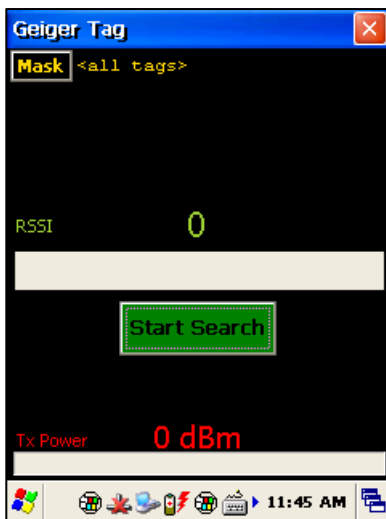 Geiger Tag
Mask <all tags>
RSSI 0
Start Search
Tx Power 0 dBm
11:45 AM